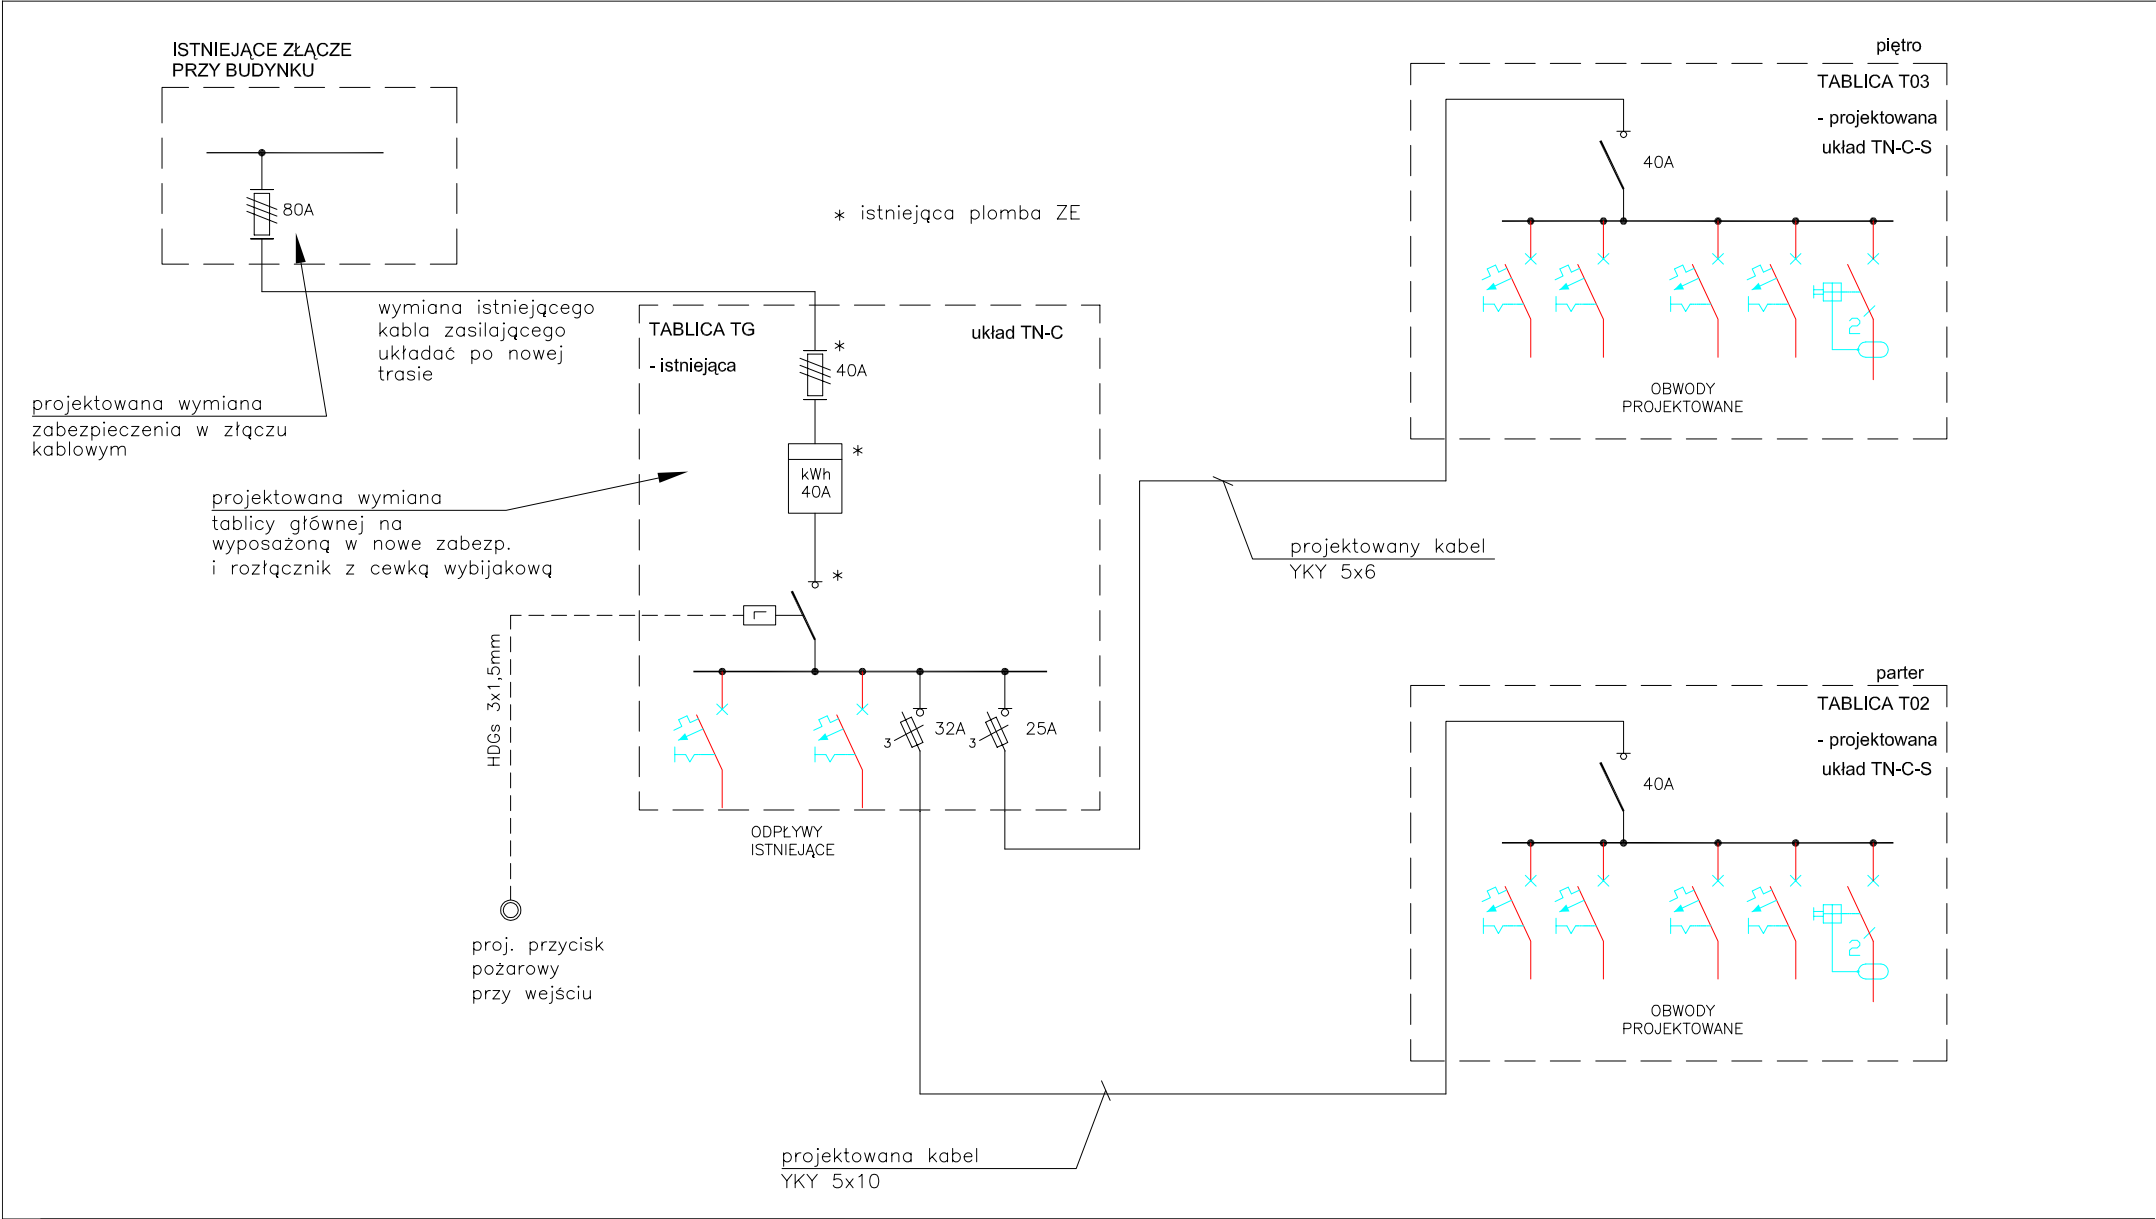 ISTNIEJĄCE ZŁĄCZE
PRZY BUDYNKU
80A
* istniejąca plomba ZE
wymiana istniejącego
kabla zasilającego
układać po nowej
trasie
projektowana wymiana
zabezpieczenia w złączu
kablowym
projektowana wymiana
tablicy głównej na
wyposażoną w nowe zabezp.
i rozłącznik z cewką wybijakową
TABLICA TG
- istniejąca
układ TN-C
*
40A
*
kWh
40A
*
HDGs 3x1,5mm
3
32A
3
25A
ODPŁYWY
ISTNIEJĄCE
proj. przycisk
pożarowy
przy wejściu
projektowany kabel
YKY 5x6
projektowana kabel
YKY 5x10
piętro
TABLICA T03
- projektowana
układ TN-C-S
40A
2
OBWODY
PROJEKTOWANE
parter
TABLICA T02
- projektowana
układ TN-C-S
40A
2
OBWODY
PROJEKTOWANE